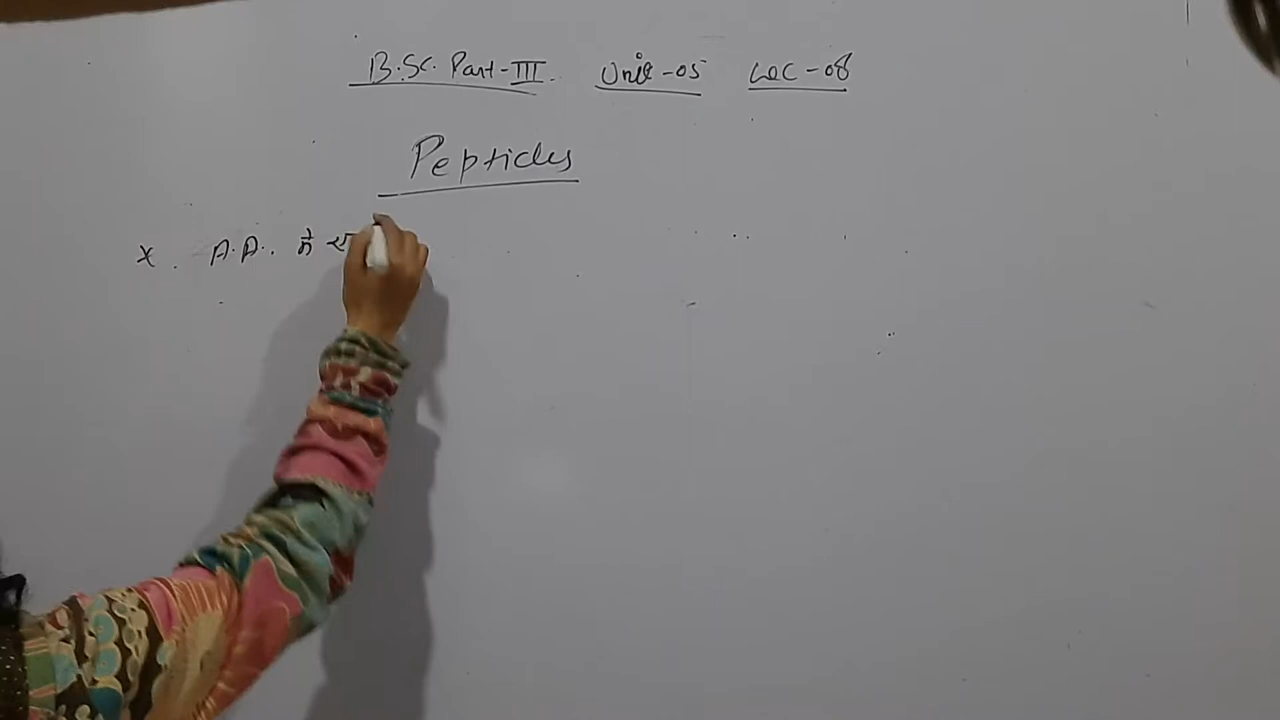 B.Sc. Part-III. Unit-05 Lec-08
Peptides
x. A.A. में